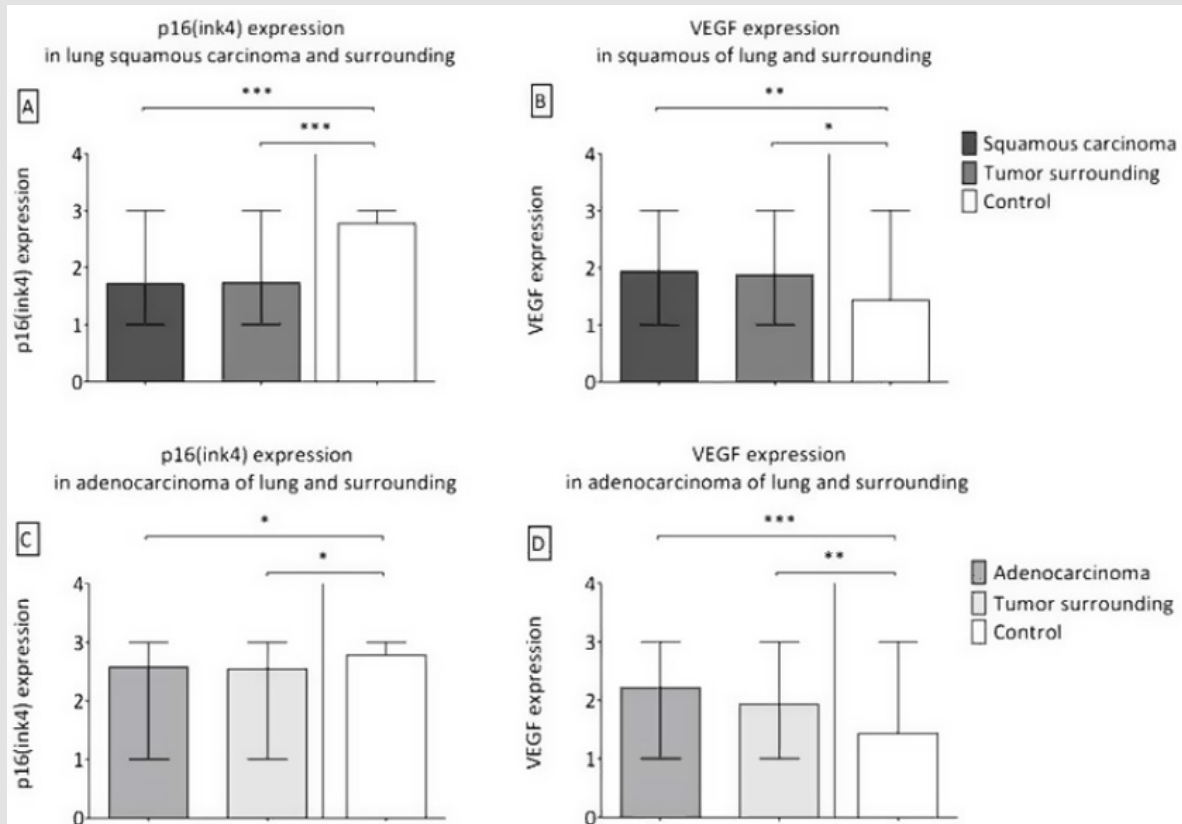 p16(ink4) expression
in lung squamous carcinoma and surrounding
A
***
***
p16(ink4) expression
4
3
2
1
0
VEGF expression
in squamous of lung and surrounding
B
**
*
VEGF expression
4
3
2
1
0
Squamous carcinoma
Tumor surrounding
Control
p16(ink4) expression
in adenocarcinoma of lung and surrounding
C
*
*
p16(ink4) expression
4
3
2
1
0
VEGF expression
in adenocarcinoma of lung and surrounding
D
***
**
VEGF expression
4
3
2
1
0
Adenocarcinoma
Tumor surrounding
Control